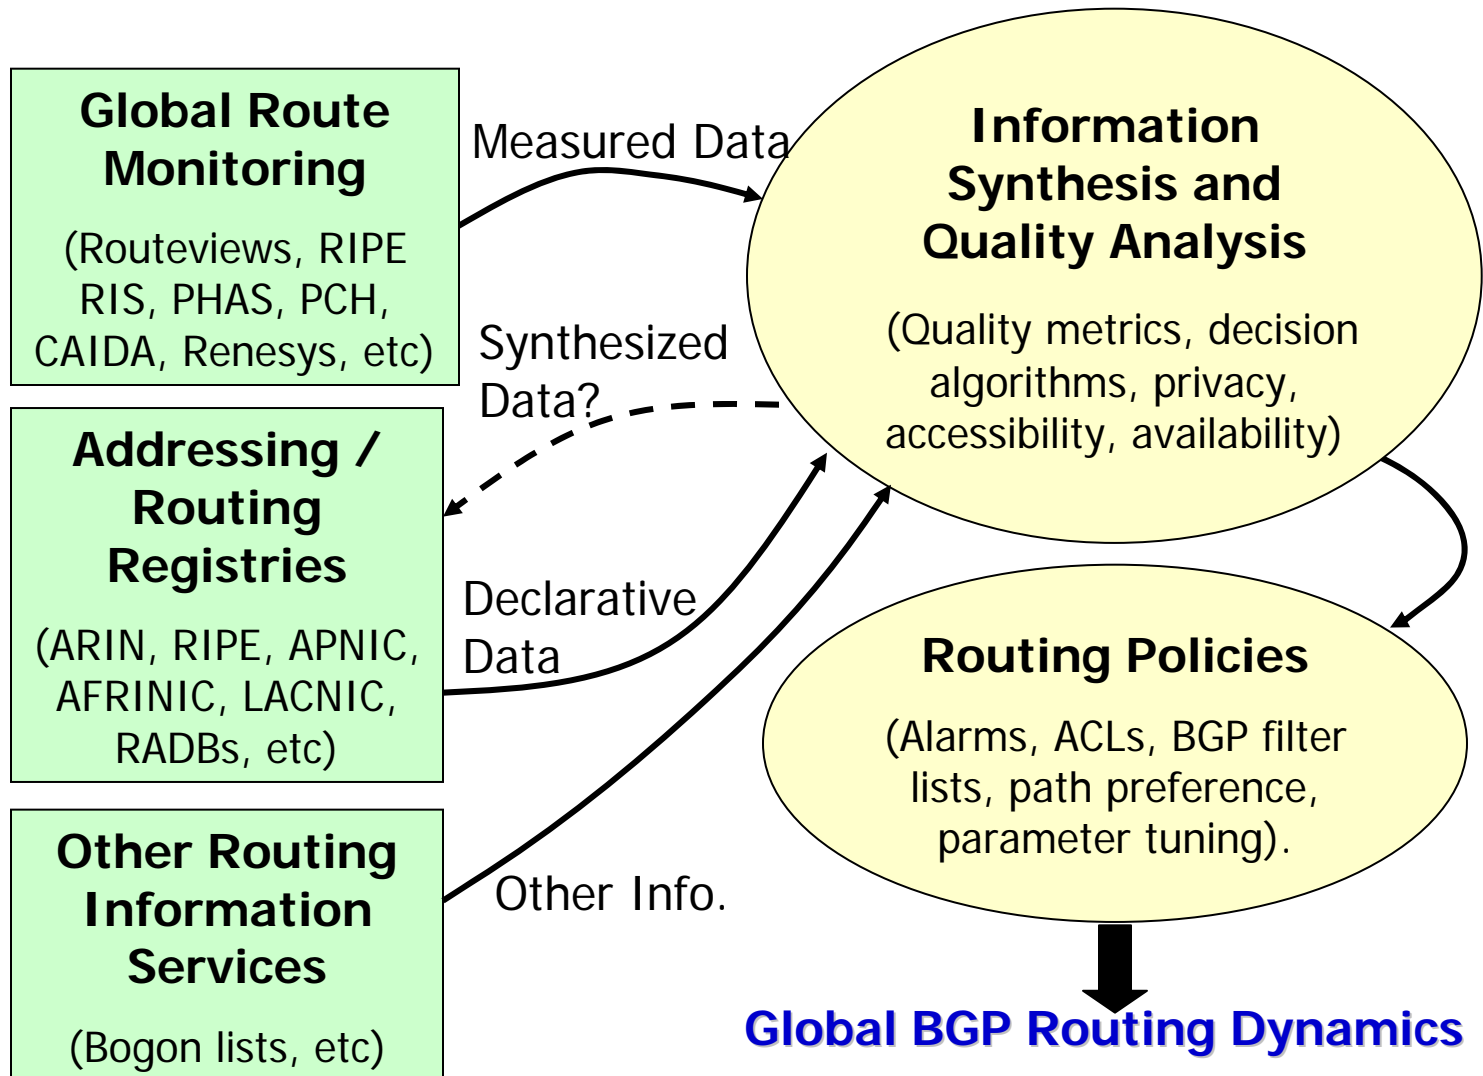 Global Route
Monitoring
(Routeviews, RIPE
RIS, PHAS, PCH,
CAIDA, Renesys, etc)
Addressing /
Routing
Registries
(ARIN, RIPE, APNIC,
AFRINIC, LACNIC,
RADBs, etc)
Other Routing
Information
Services
(Bogon lists, etc)
Measured Data
Synthesized
Data?
Declarative
Data
Other Info.
Information
Synthesis and
Quality Analysis
(Quality metrics, decision
algorithms, privacy,
accessibility, availability)
Routing Policies
(Alarms, ACLs, BGP filter
lists, path preference,
parameter tuning).
Global BGP Routing Dynamics